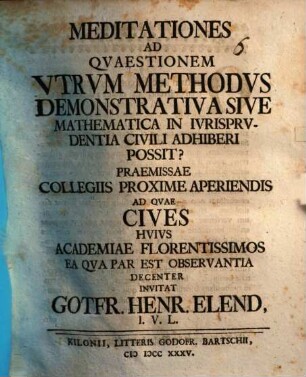 MEDITATIONES
AD
QVAESTIONEM
VTRVM METHODVS
DEMONSTRATIVA SIVE
MATHEMATICA IN IVRISPRV-
DENTIA CIVILI ADHIBERI
POSSIT?
PRAEMISSAE
COLLEGIIS PROXIME APERIENDIS
AD QVAE
CIVES
HVIVS
ACADEMIAE FLORENTISSIMOS
EA QVA PAR EST OBSERVANTIA
DECENTER
INVITAT
GOTFR. HENR. ELEND,
I. V. L.
KILONII, LITTERIS GODOFR. BARTSCHII,
CIↃ IↃCC XXXV.